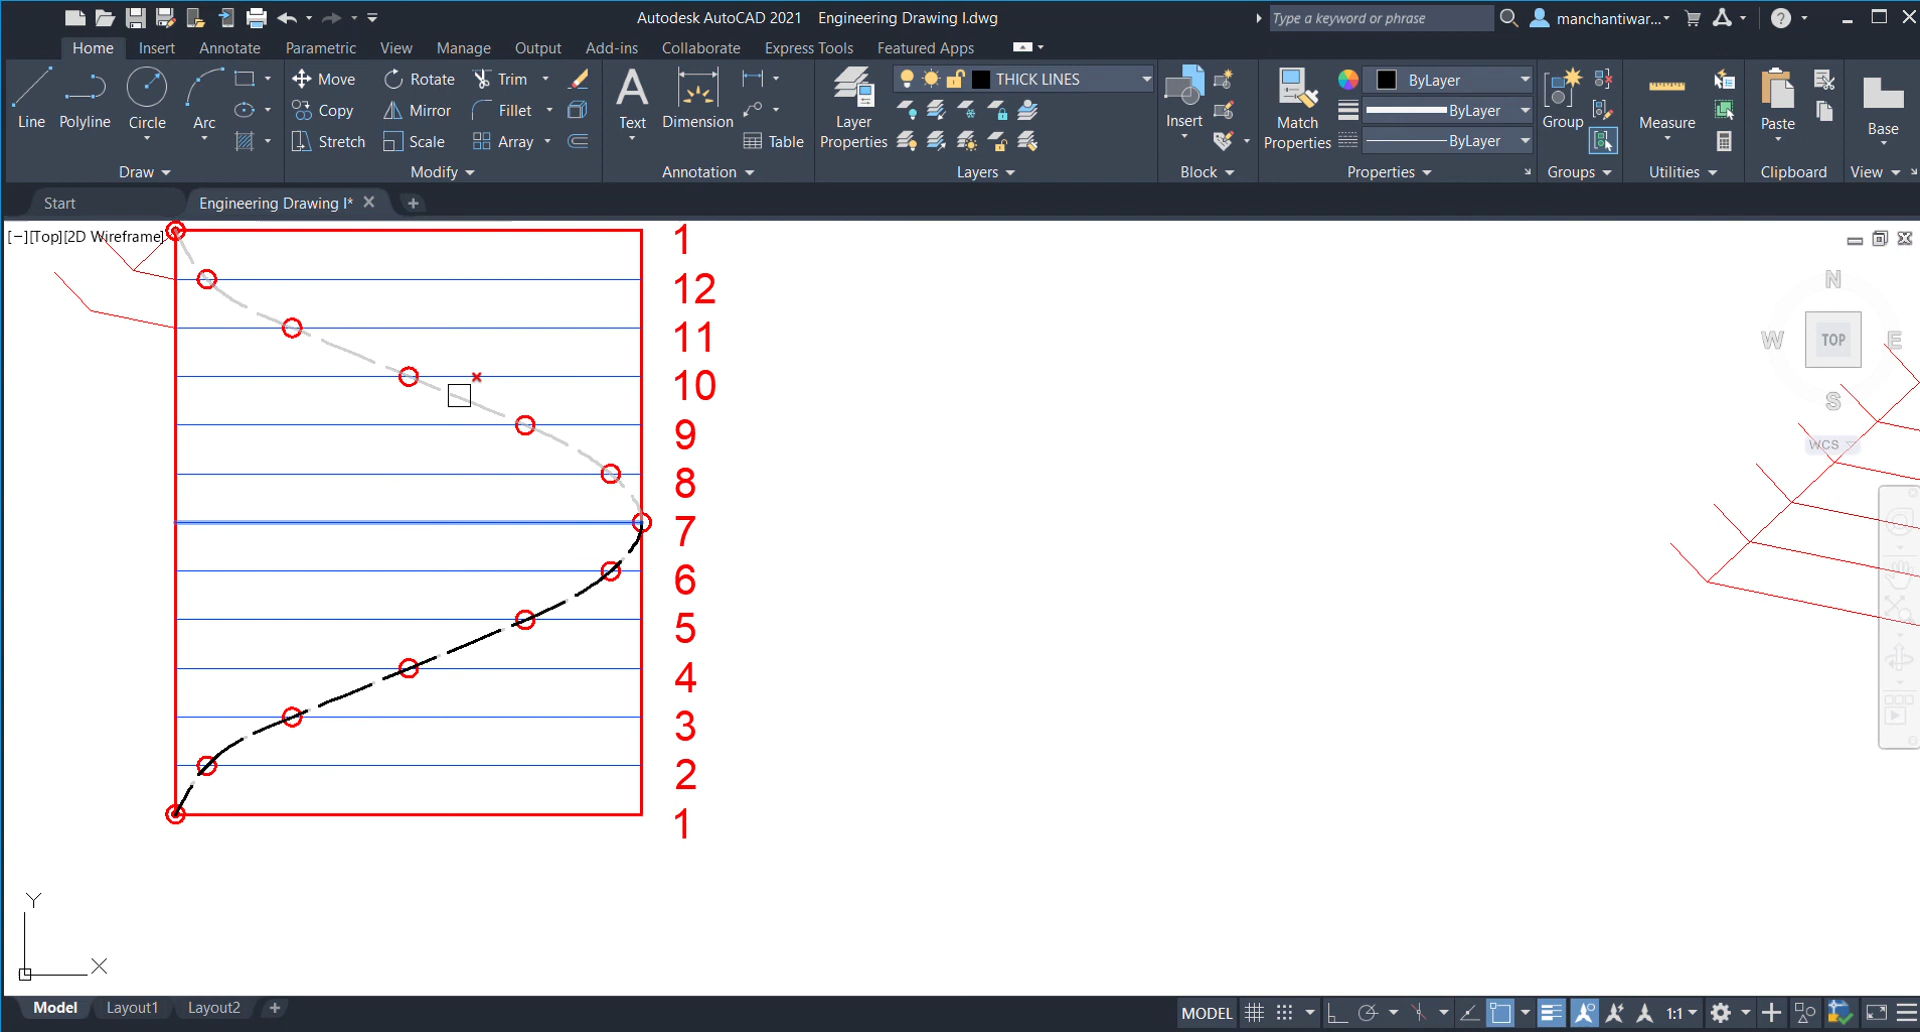 Autodesk AutoCAD 2021 Engineering Drawing I.dwg
Type a keyword or phrase
manchantiwar...
Home Insert Annotate Parametric View Manage Output Add-ins Collaborate Express Tools Featured Apps
Line
Polyline
Circle
Arc
Draw
Move Rotate Trim
Copy Mirror Fillet
Stretch Scale Array
Modify
Text
Dimension
Table
Annotation
Layer
Properties
THICK LINES
Layers
Insert
Block
Match
Properties
ByLayer
ByLayer
ByLayer
Properties
Group
Groups
Measure
Utilities
Paste
Clipboard
Base
View
Start Engineering Drawing I*
[−][Top][2D Wireframe]
1
12
11
10
9
8
7
6
5
4
3
2
1
N
W TOP E
S
WCS
Y
X
Model Layout1 Layout2
MODEL 1:1